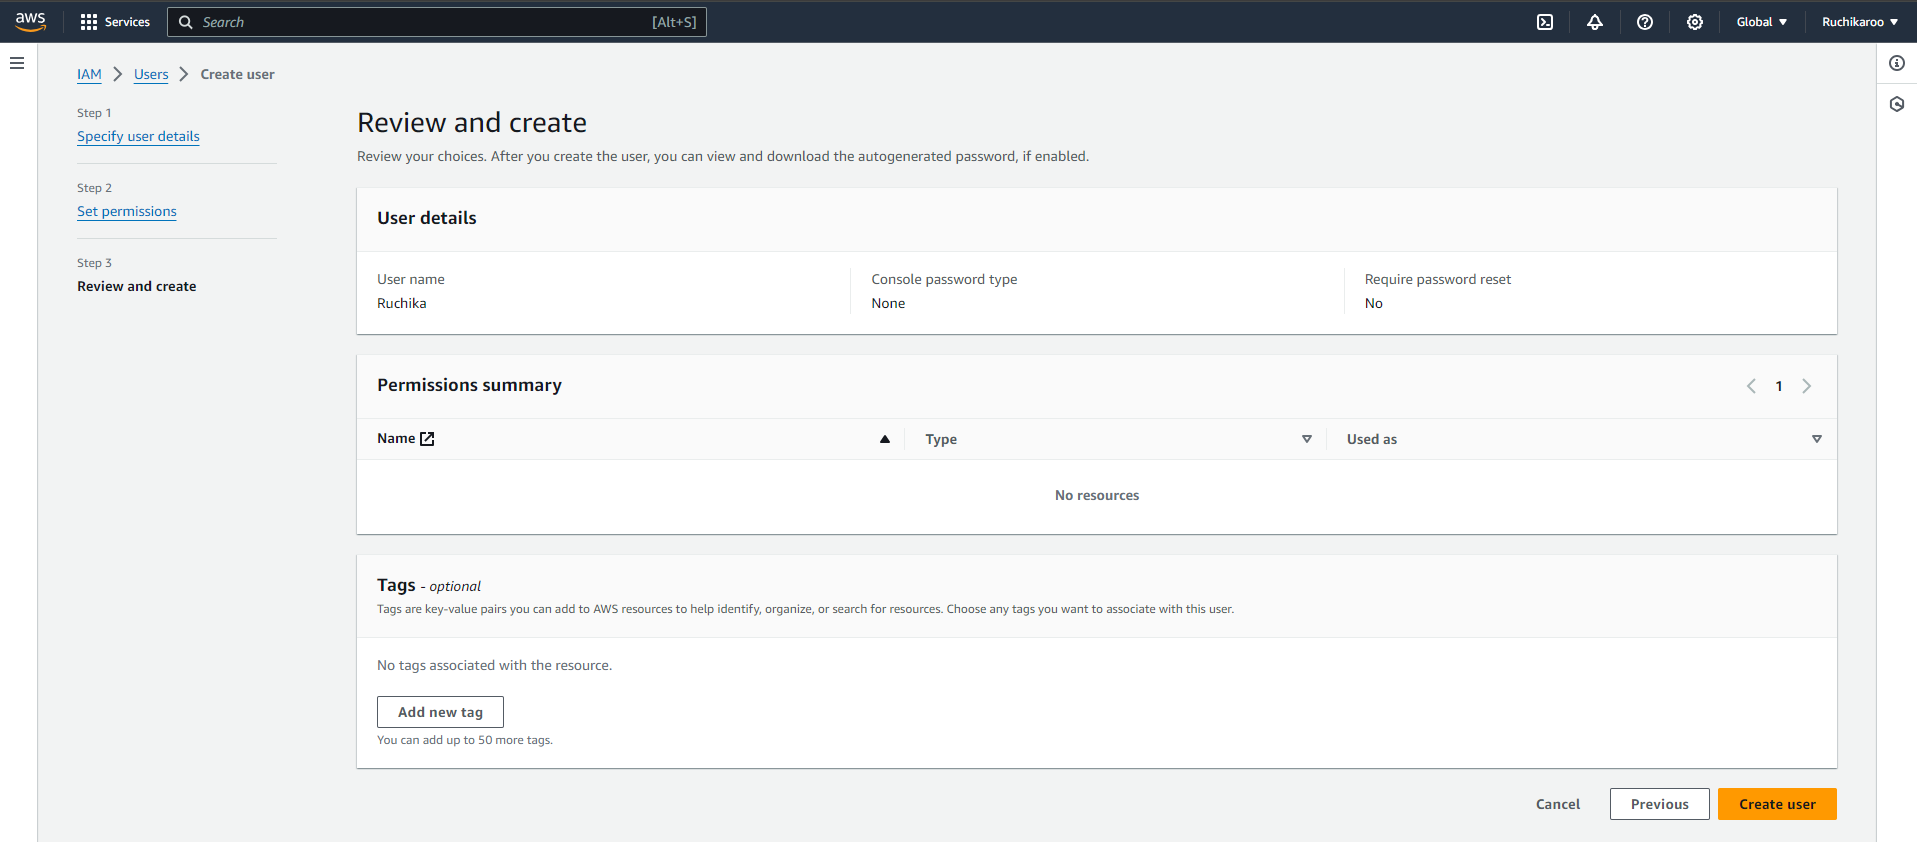 aws Services Search [Alt+S] Global Ruchikaroo
IAM Users Create user
Step 1
Specify user details
Step 2
Set permissions
Step 3
Review and create
Review and create
Review your choices. After you create the user, you can view and download the autogenerated password, if enabled.
User details
User name Console password type Require password reset
Ruchika None No
Permissions summary 1
Name Type Used as
No resources
Tags - optional
Tags are key-value pairs you can add to AWS resources to help identify, organize, or search for resources. Choose any tags you want to associate with this user.
No tags associated with the resource.
Add new tag
You can add up to 50 more tags.
Cancel Previous Create user